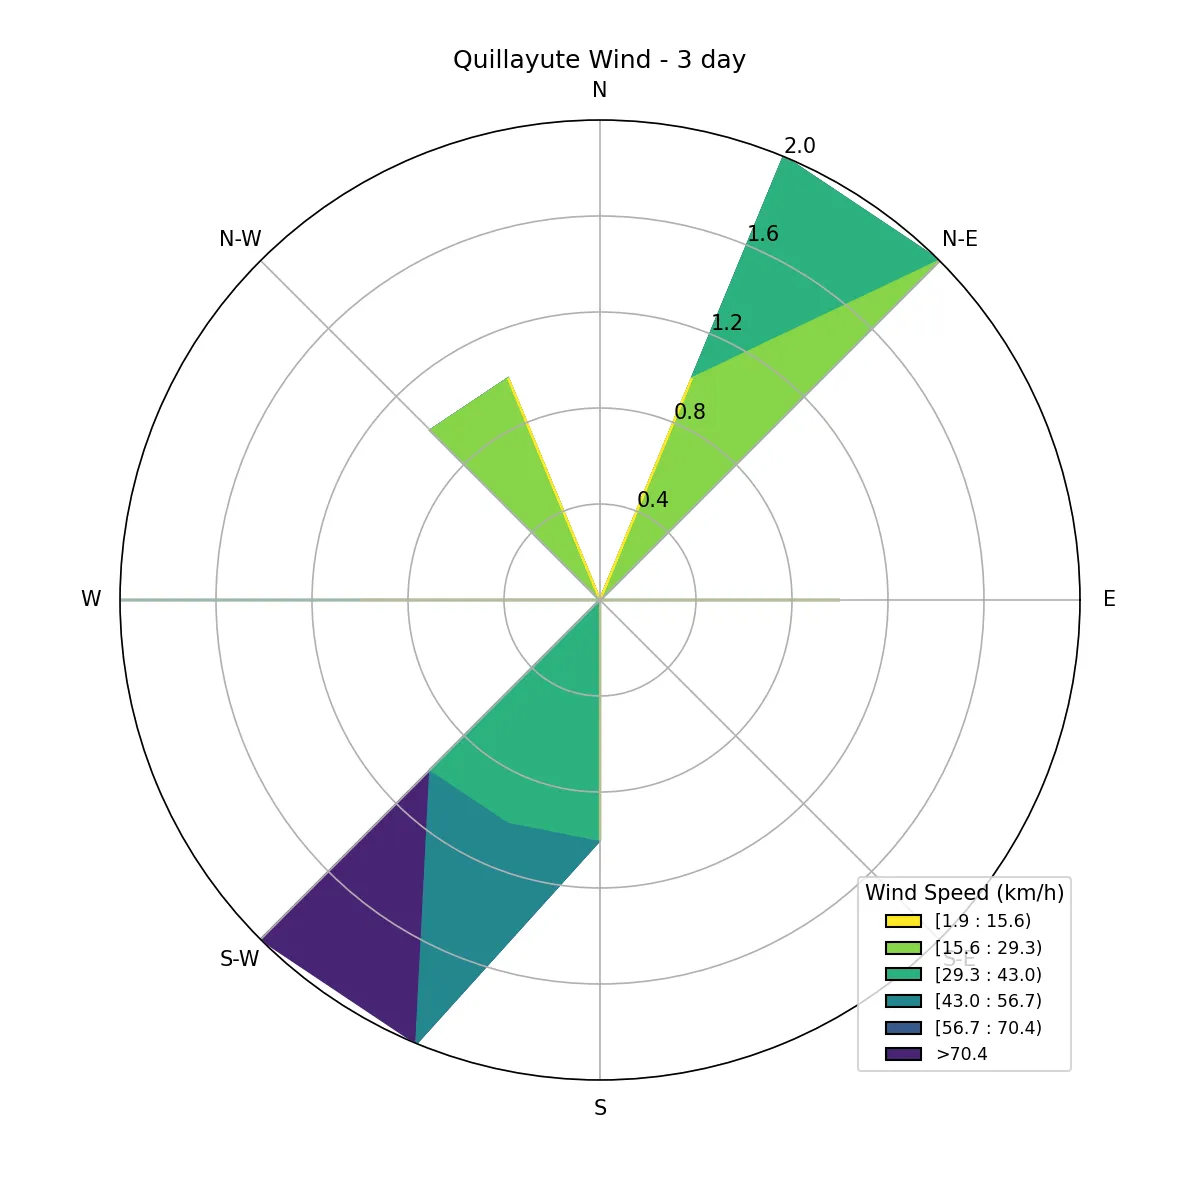 Quillayute Wind - 3 day
N
2.0
N-W
N-E
1.6
1.2
0.8
0.4
W
E
Wind Speed (km/h)
[1.9 : 15.6)
[15.6 : 29.3)
S-W
S-E
[29.3 : 43.0)
[43.0 : 56.7)
[56.7 : 70.4)
>70.4
S